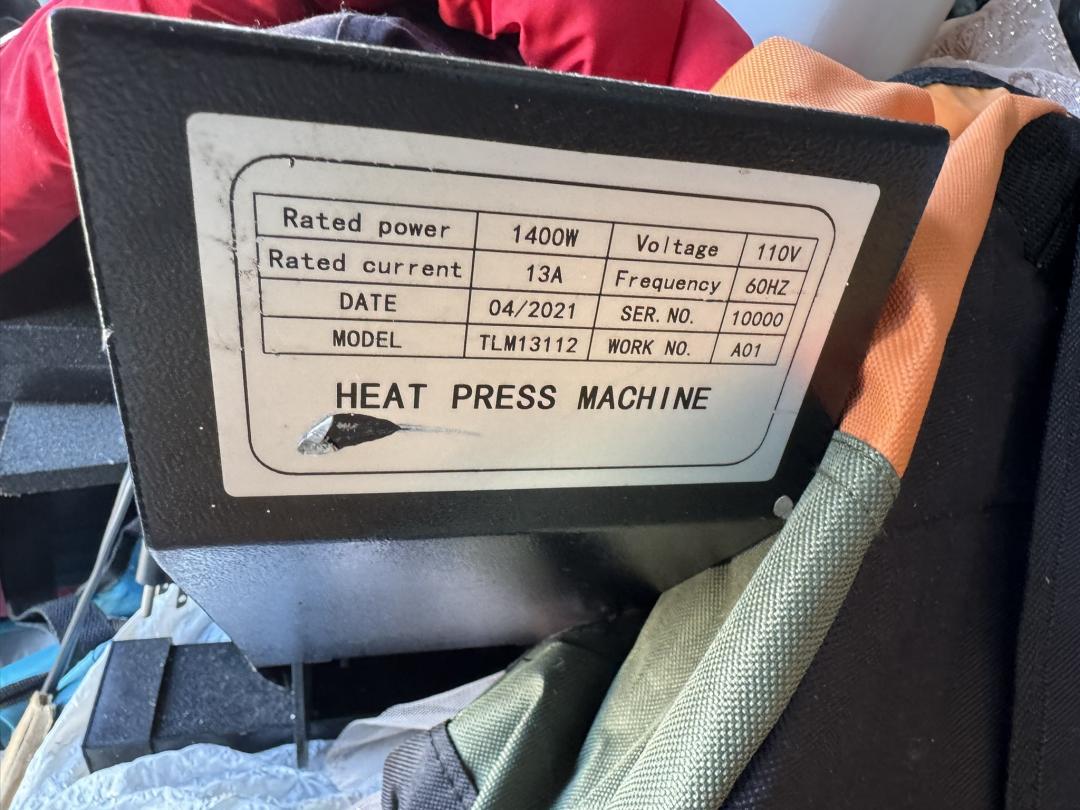 Rated power 1400W Voltage 110V
Rated current 13A Frequency 60HZ
DATE 04/2021 SER. NO. 10000
MODEL TLM13112 WORK NO. A01
HEAT PRESS MACHINE